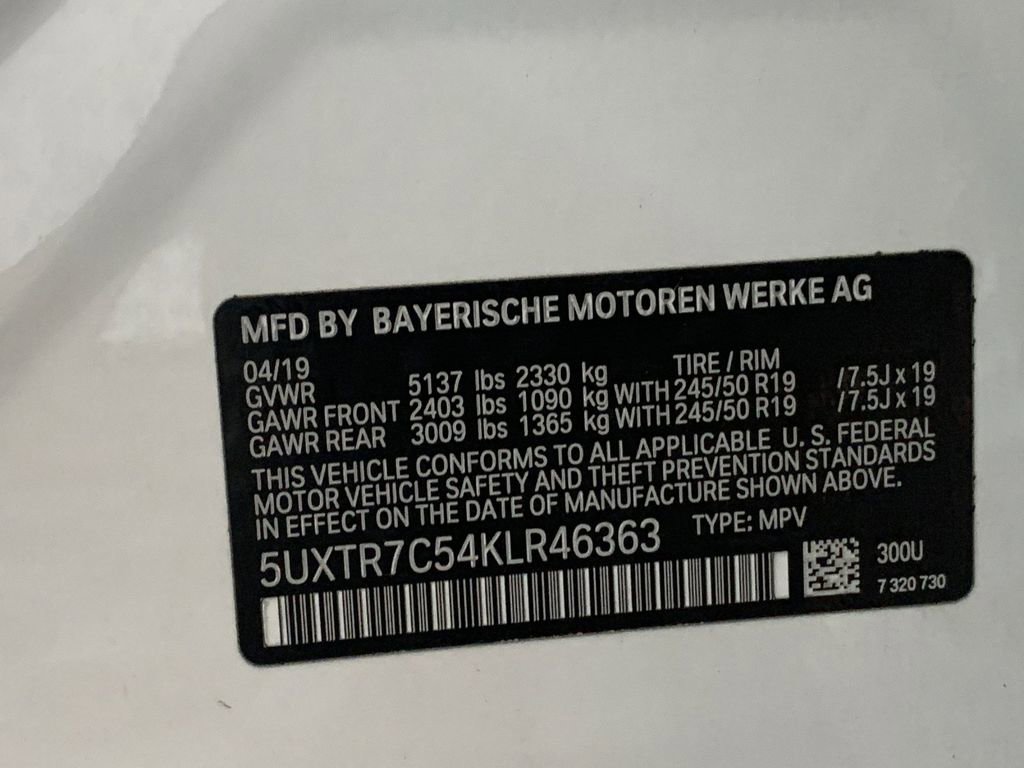 MFD BY BAYERISCHE MOTOREN WERKE AG
04/19 TIRE / RIM
GVWR 5137 lbs 2330 kg
GAWR FRONT 2403 lbs 1090 kg WITH 245/50 R19 /7.5J x 19
GAWR REAR 3009 lbs 1365 kg WITH 245/50 R19 /7.5J x 19
THIS VEHICLE CONFORMS TO ALL APPLICABLE U. S. FEDERAL
MOTOR VEHICLE SAFETY AND THEFT PREVENTION STANDARDS
IN EFFECT ON THE DATE OF MANUFACTURE SHOWN ABOVE.
5UXTR7C54KLR46363 TYPE: MPV
300U
7 320 730